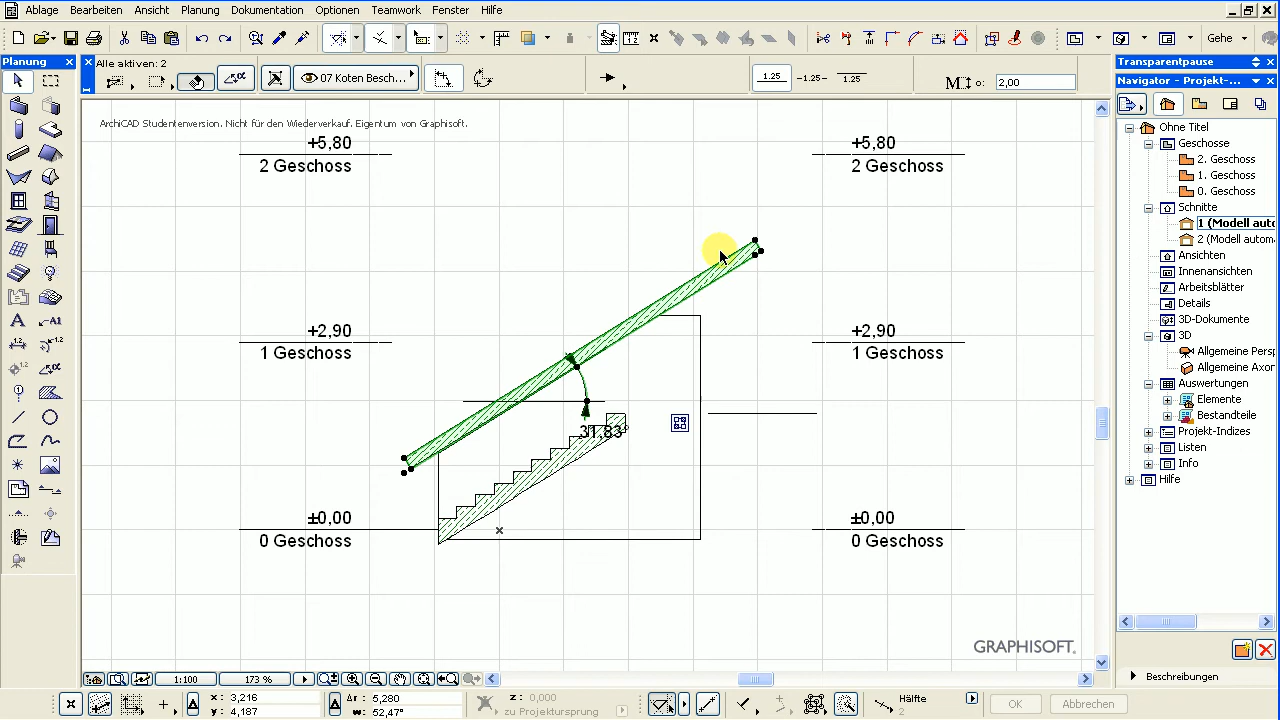 Ablage Bearbeiten Ansicht Planung Dokumentation Optionen Teamwork Fenster Hilfe
Gehe
Planung
Alle aktiven: 2
07 Koten Besch...
1.25 -1.25- 1.25
M o: 2,00
Transparentpause
Navigator - Projekt-...
ArchiCAD Studentenversion. Nicht für den Wiederverkauf. Eigentum von Graphisoft.
+5,80
2 Geschoss
+5,80
2 Geschoss
+2,90
1 Geschoss
+2,90
1 Geschoss
31,83°
±0,00
0 Geschoss
±0,00
0 Geschoss
GRAPHISOFT.
Ohne Titel
Geschosse
2. Geschoss
1. Geschoss
0. Geschoss
Schnitte
1 (Modell auto
2 (Modell autom
Ansichten
Innenansichten
Arbeitsblätter
Details
3D-Dokumente
3D
Allgemeine Persp
Allgemeine Axon
Auswertungen
Elemente
Bestandteile
Projekt-Indizes
Listen
Info
Hilfe
Beschreibungen
1:100 173 %
x: 3,216
y: 4,187
Δr: 5,280
w: 52,47°
z: 0,000
zu Projektursprung
Hälfte
2
OK Abbrechen